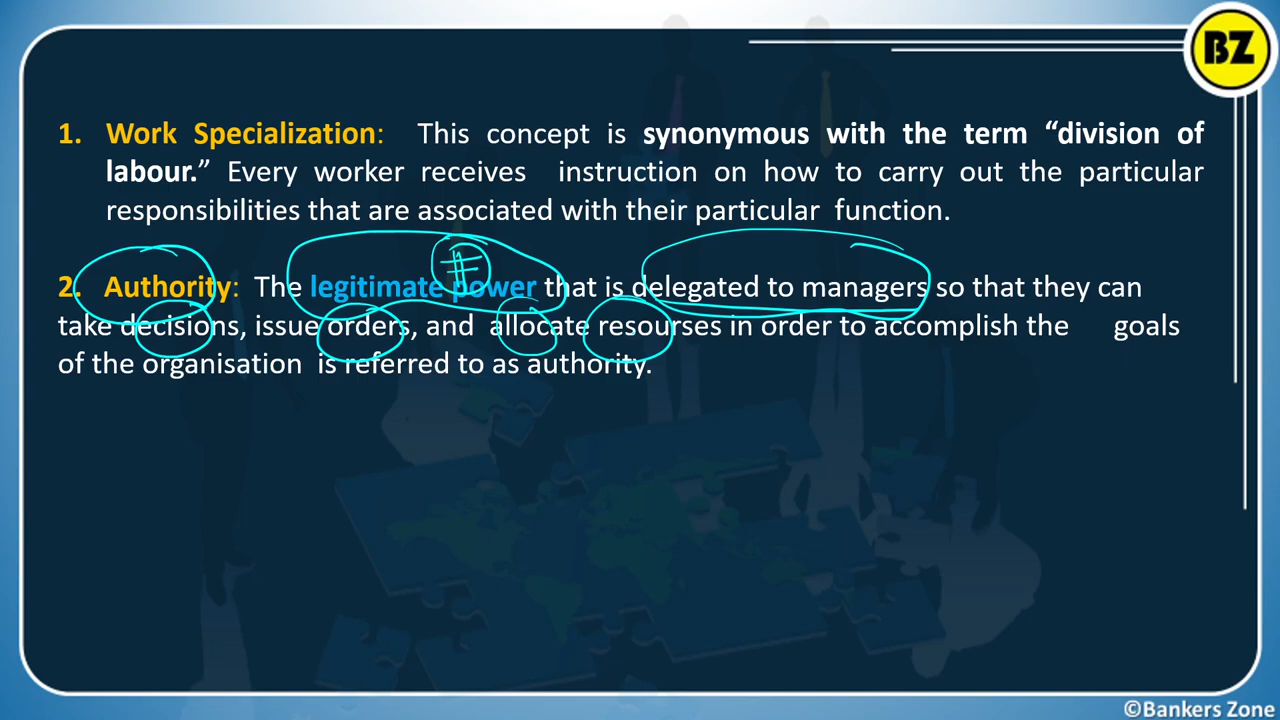 BZ
1. Work Specialization: This concept is synonymous with the term “division of
labour.” Every worker receives instruction on how to carry out the particular
responsibilities that are associated with their particular function.
#
2. Authority: The legitimate power that is delegated to managers so that they can
take decisions, issue orders, and allocate resourses in order to accomplish the goals
of the organisation is referred to as authority.
©Bankers Zone